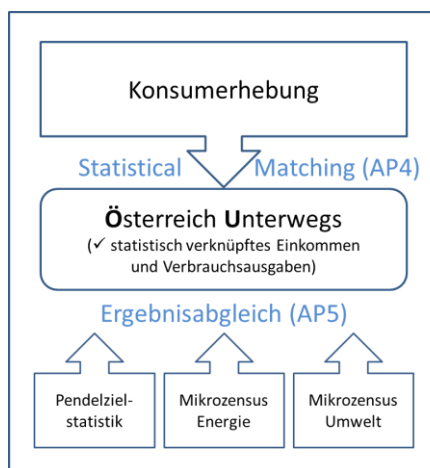 Konsumerhebung
Statistical Matching (AP4)
Österreich Unterwegs
(✓ statistisch verknüpftes Einkommen
und Verbrauchsausgaben)
Ergebnisabgleich (AP5)
Pendelziel-
statistik
Mikrozensus
Energie
Mikrozensus
Umwelt